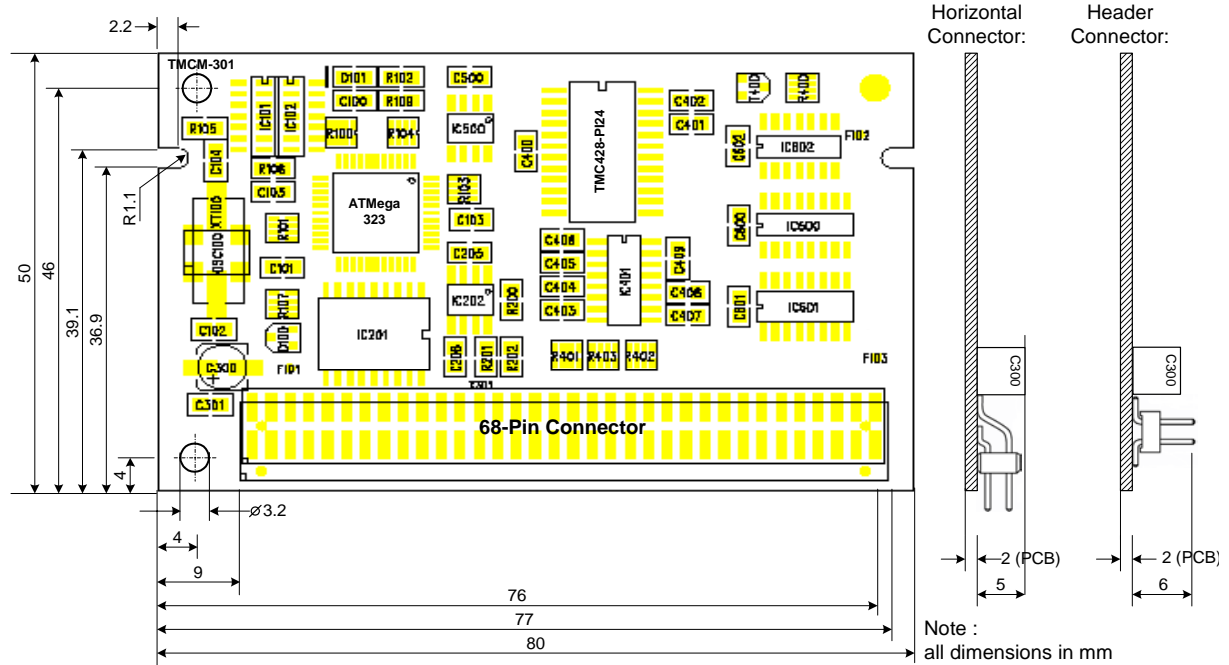 2.2
Horizontal
Connector:
Header
Connector:
TMCM-301
D101
R102
C500
C100
R108
IC101
IC102
R105
R100
R104
IC500
C104
R106
C105
C400
TMC428-PI24
C402
C401
T400
R400
C602
IC602
F102
R1.1
ATMega
323
R103
C103
R101
C101
C205
C406
C405
C404
C403
IC401
C409
C406
C407
C600
IC600
IC202
R200
R107
C102
D100
IC201
C601
IC601
C206
R201
R202
R401
R403
R402
C300
+
F101
F103
C301
68-Pin Connector
50
46
39.1
36.9
4
ø3.2
4
9
76
77
80
C300
C300
2 (PCB)
5
2 (PCB)
6
Note :
all dimensions in mm